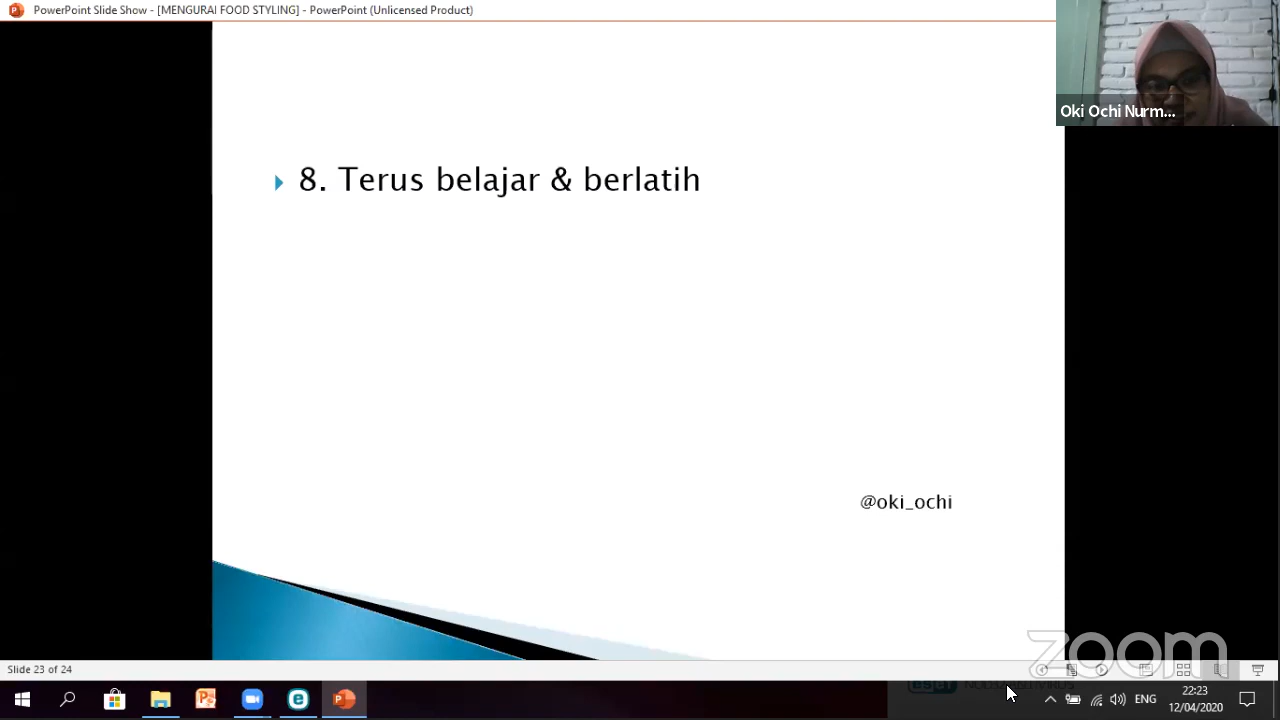 PowerPoint Slide Show - [MENGURAI FOOD STYLING] - PowerPoint (Unlicensed Product)
Oki Ochi Nurm...
8. Terus belajar & berlatih
@oki_ochi
zoom
Slide 23 of 24
ENG
22:23
12/04/2020